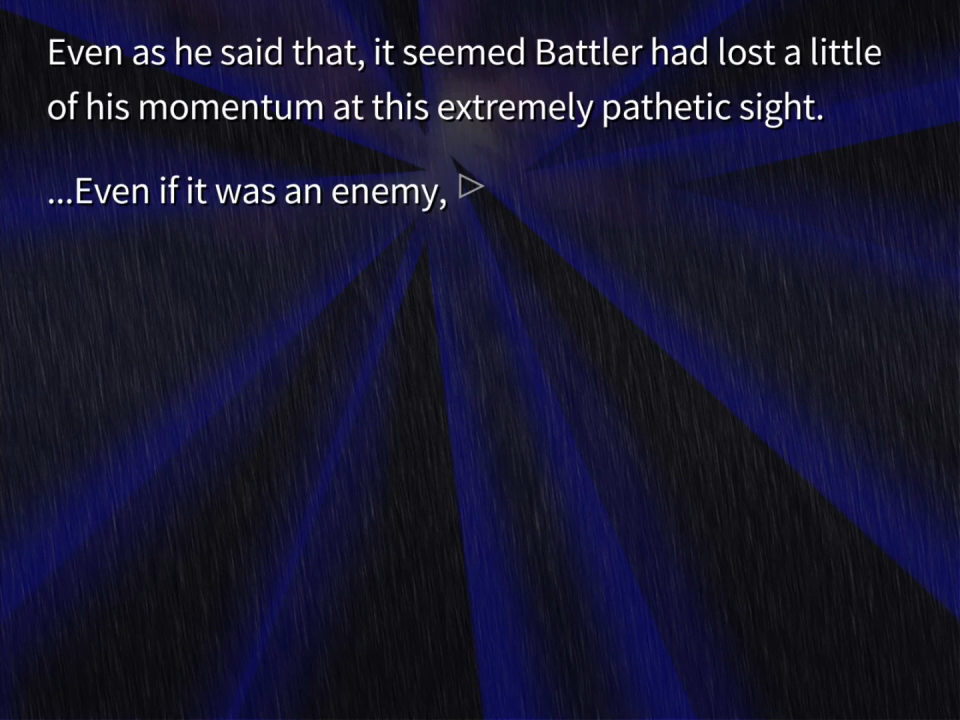 Even as he said that, it seemed Battler had lost a little
of his momentum at this extremely pathetic sight.
...Even if it was an enemy,